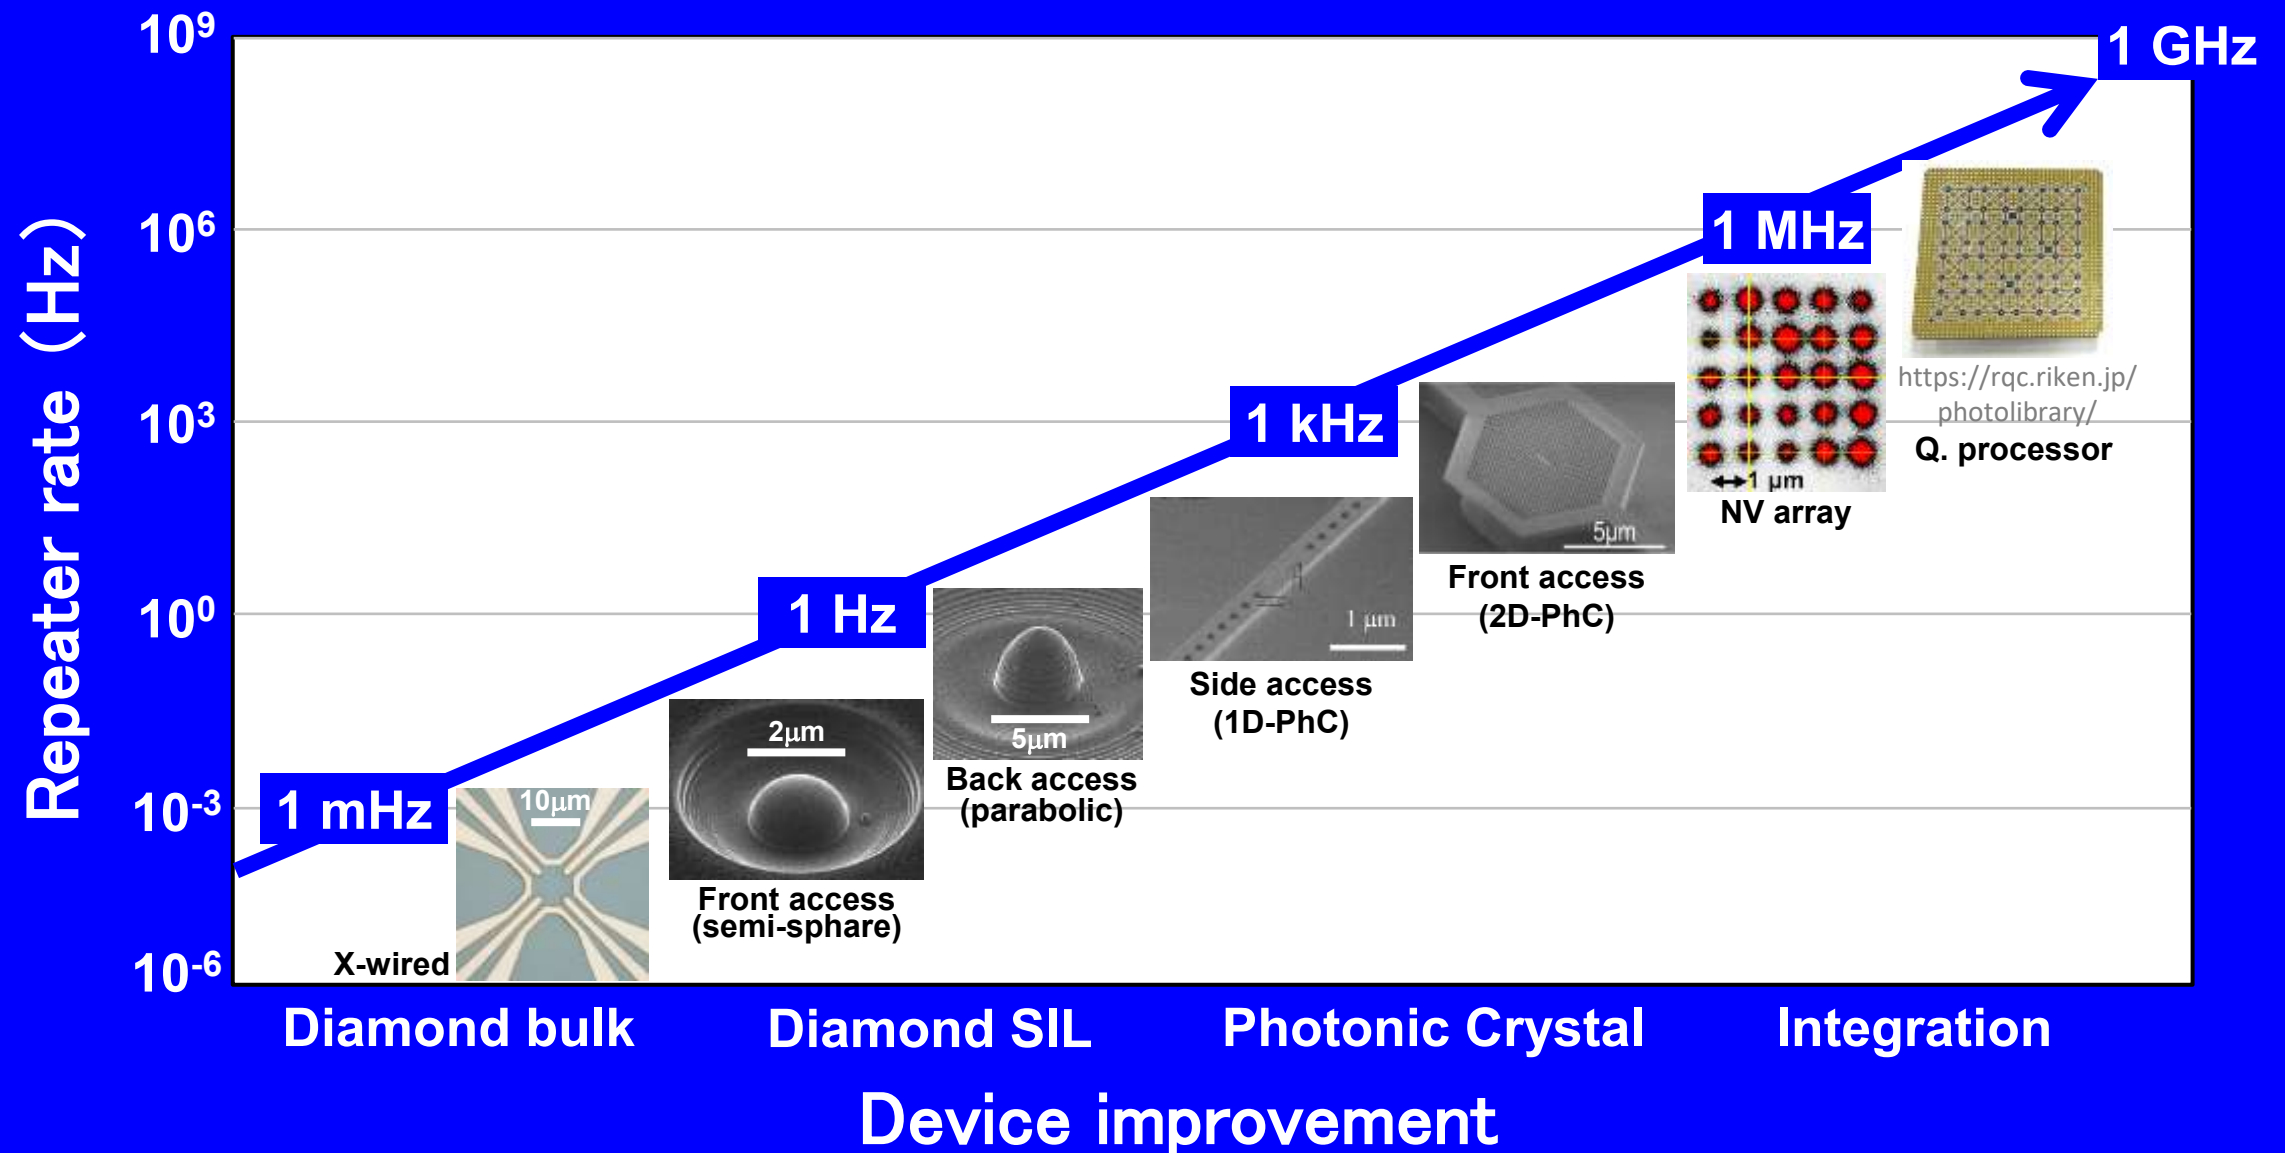 10⁹
1 GHz
10⁶
1 MHz
10³
1 kHz
10⁰
1 Hz
10⁻³
1 mHz
10⁻⁶
Repeater rate (Hz)
10μm
X-wired
2μm
Front access
(semi-sphare)
5μm
Back access
(parabolic)
1 μm
Side access
(1D-PhC)
5μm
Front access
(2D-PhC)
1 μm
NV array
https://rqc.riken.jp/
photolibrary/
Q. processor
Diamond bulk
Diamond SIL
Photonic Crystal
Integration
Device improvement